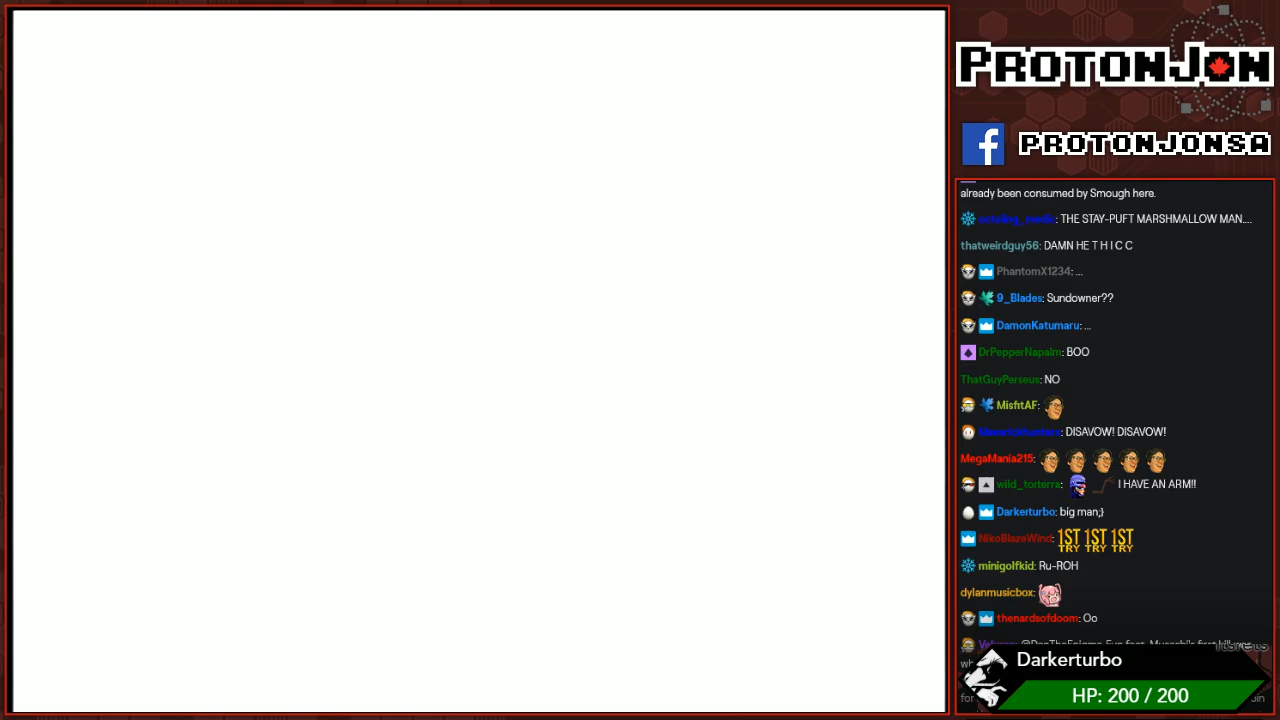 PROTONJON
PROTONJONSA
already been consumed by Smough here.
octoling_medic: THE STAY-PUFT MARSHMALLOW MAN....
thatweirdguy56: DAMN HE T H I C C
PhantomX1234: ...
9_Blades: Sundowner??
DamonKatumaru: ...
DrPepperNapalm: BOO
ThatGuyPerseus: NO
MisfitAF:
DISAVOW! DISAVOW!
MegaMania215:
wild_torterra: I HAVE AN ARM!!
Darkerturbo: big man;}
NikoBlazeWind: 1ST TRY 1ST TRY 1ST TRY
minigolfkid: Ru-ROH
dylanmusicbox:
thenardsofdoom: Oo
Darkerturbo
HP: 200 / 200